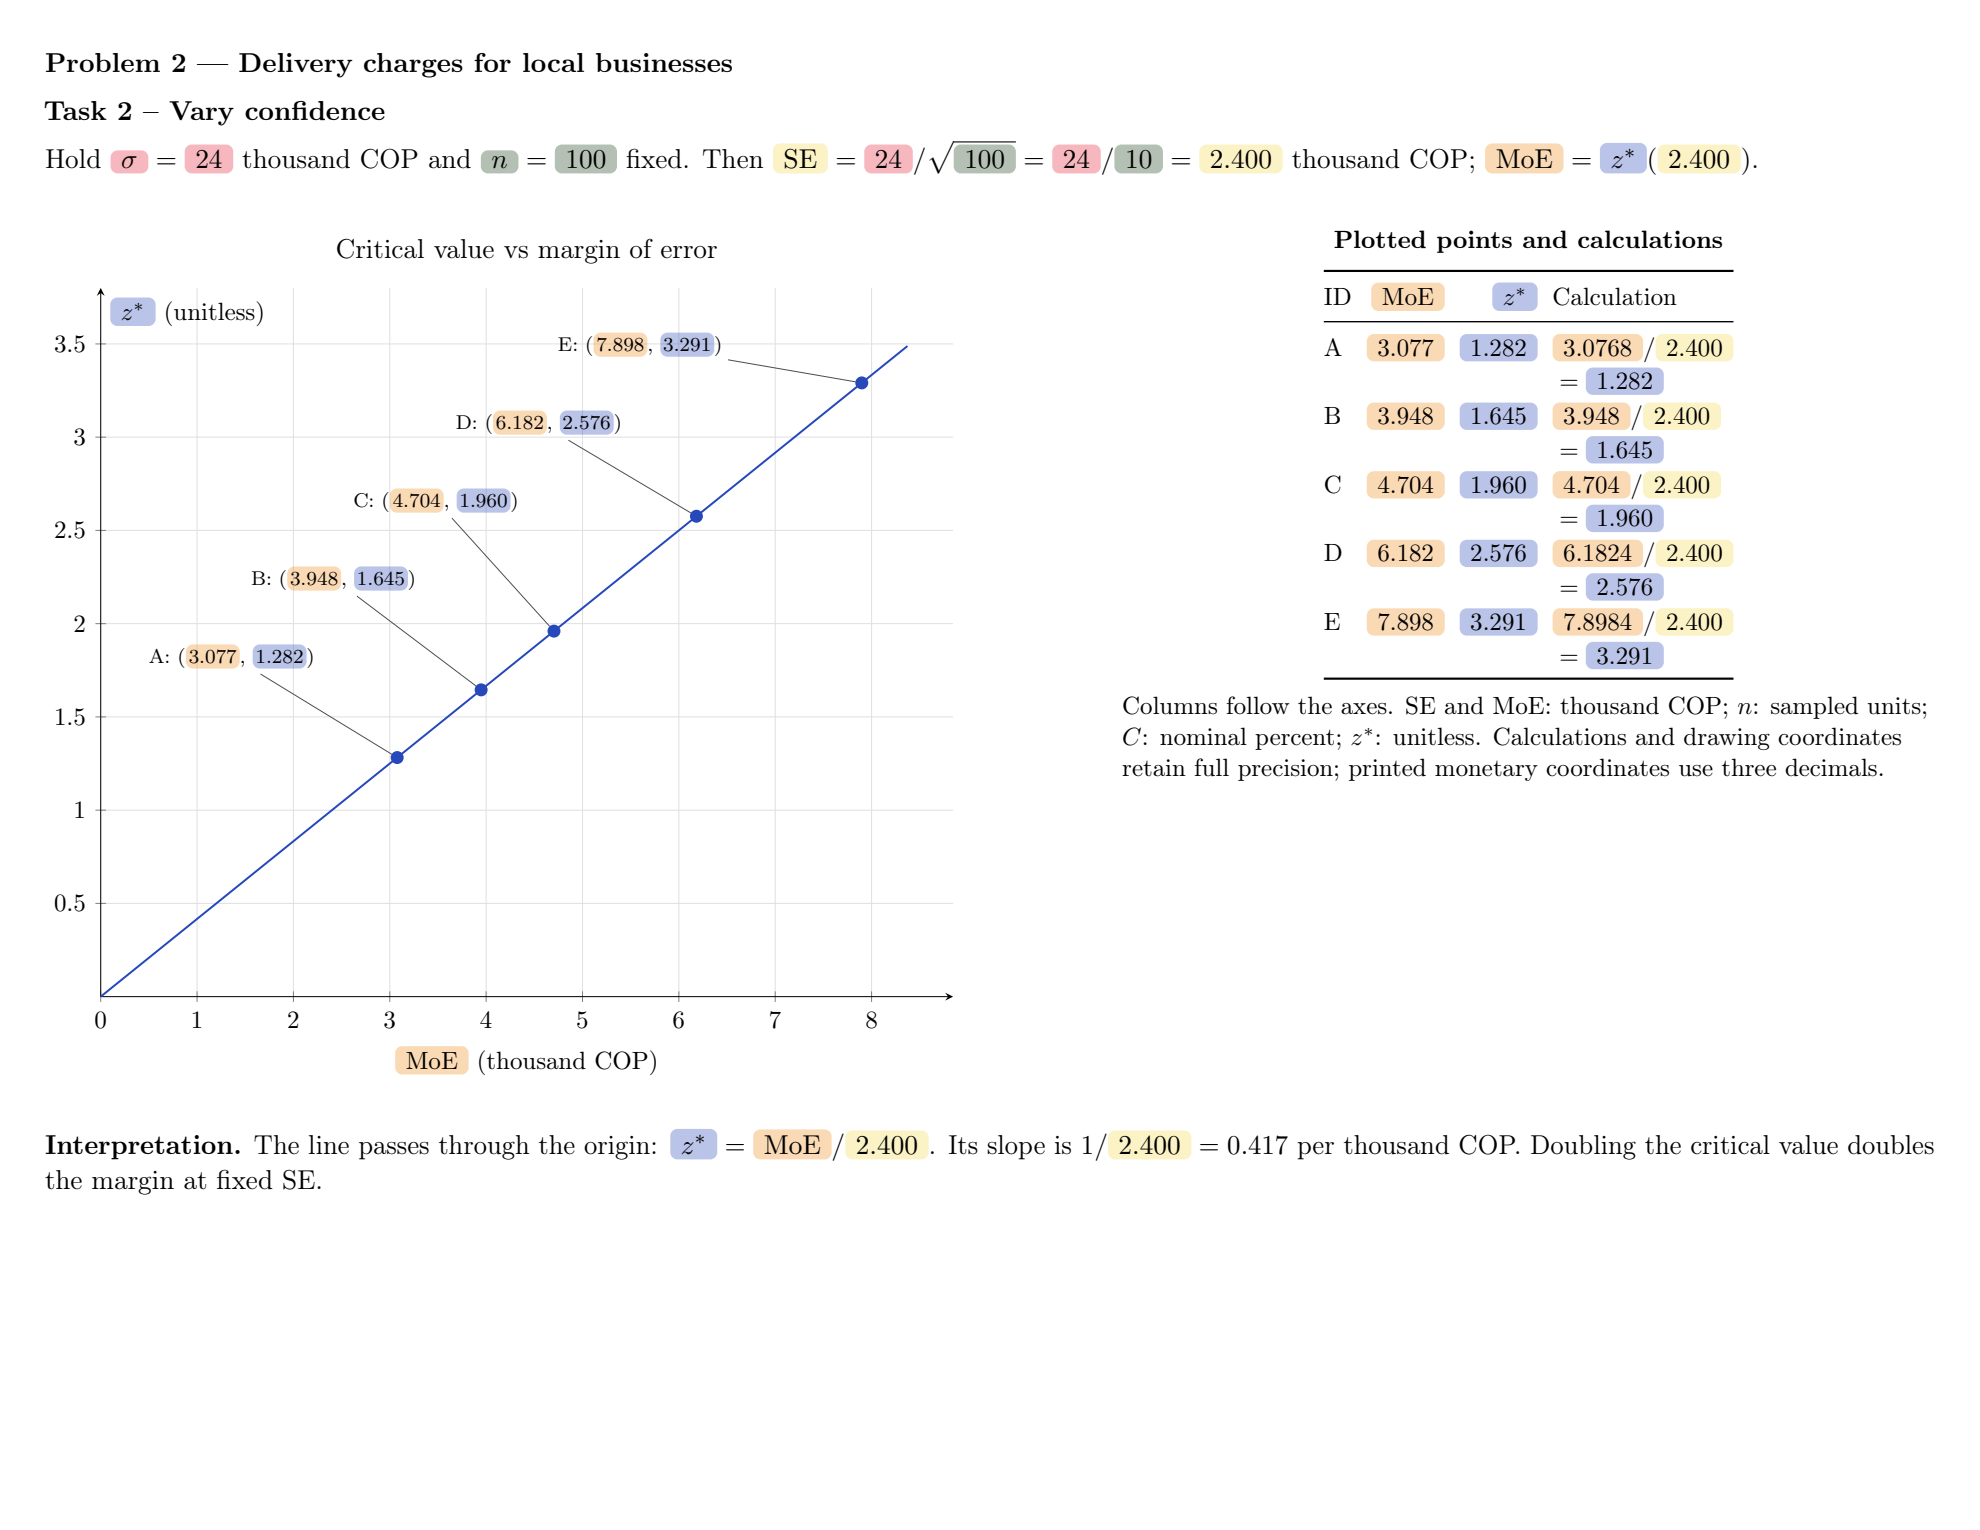 Problem 2 — Delivery charges for local businesses
Task 2 – Vary confidence
Hold σ = 24 thousand COP and n = 100 fixed. Then SE = 24/√100 = 24/10 = 2.400 thousand COP; MoE = z*(2.400).
Critical value vs margin of error
z* (unitless)
3.5
3
2.5
2
1.5
1
0.5
E: (7.898, 3.291)
D: (6.182, 2.576)
C: (4.704, 1.960)
B: (3.948, 1.645)
A: (3.077, 1.282)
0 1 2 3 4 5 6 7 8
MoE (thousand COP)
Plotted points and calculations
ID MoE z* Calculation
A 3.077 1.282 3.0768/2.400
= 1.282
B 3.948 1.645 3.948/2.400
= 1.645
C 4.704 1.960 4.704/2.400
= 1.960
D 6.182 2.576 6.1824/2.400
= 2.576
E 7.898 3.291 7.8984/2.400
= 3.291
Columns follow the axes. SE and MoE: thousand COP; n: sampled units;
C: nominal percent; z*: unitless. Calculations and drawing coordinates
retain full precision; printed monetary coordinates use three decimals.
Interpretation. The line passes through the origin: z* = MoE/2.400. Its slope is 1/2.400 = 0.417 per thousand COP. Doubling the critical value doubles
the margin at fixed SE.